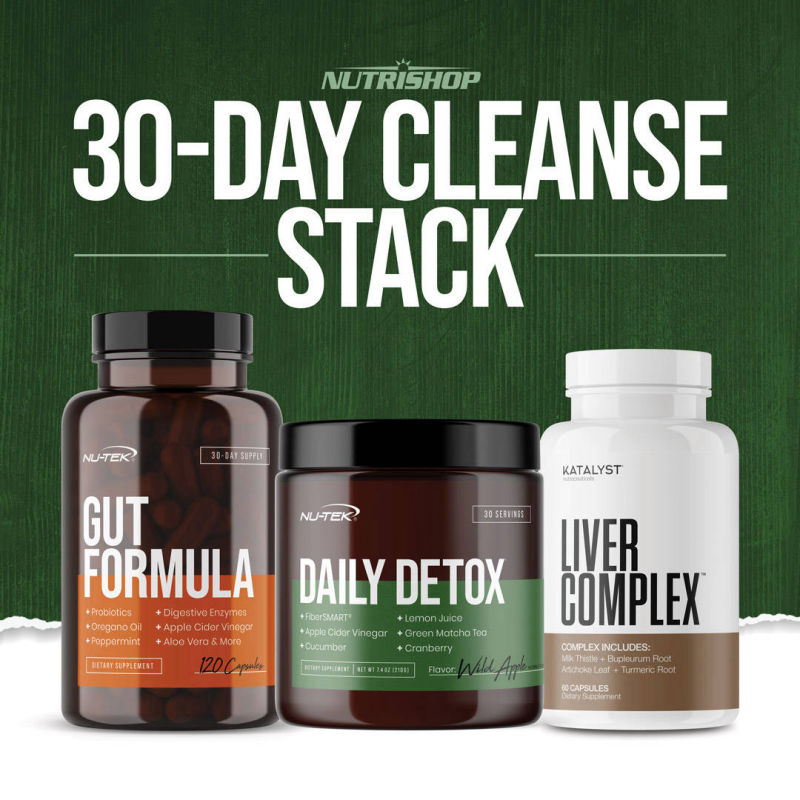 NUTRISHOP
30-DAY CLEANSE
STACK
NU-TEK®
30-DAY SUPPLY
GUT
FORMULA
+ Probiotics
+ Oregano Oil
+ Peppermint
+ Digestive Enzymes
+ Apple Cider Vinegar
+ Aloe Vera & More
DIETARY SUPPLEMENT
120 Capsules
NU-TEK®
30 SERVINGS
DAILY DETOX
+ FiberSMART®
+ Apple Cider Vinegar
+ Cucumber
+ Lemon Juice
+ Green Matcha Tea
+ Cranberry
DIETARY SUPPLEMENT
NET WT 7.4 OZ (210G)
Flavor: Wild Apple
KATALYST
nutraceuticals
LIVER
COMPLEX™
COMPLEX INCLUDES:
Milk Thistle + Bupleurum Root
Artichoke Leaf + Turmeric Root
60 CAPSULES
Dietary Supplement